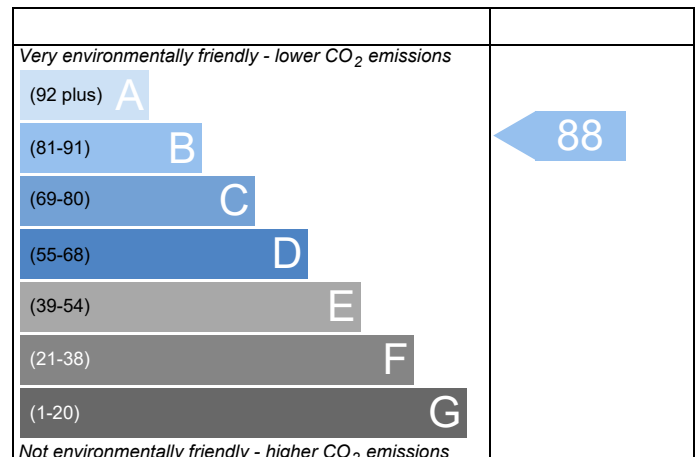 Very environmentally friendly - lower CO₂ emissions
(92 plus) A
(81-91) B
88
(69-80) C
(55-68) D
(39-54) E
(21-38) F
(1-20) G
Not environmentally friendly - higher CO₂ emissions